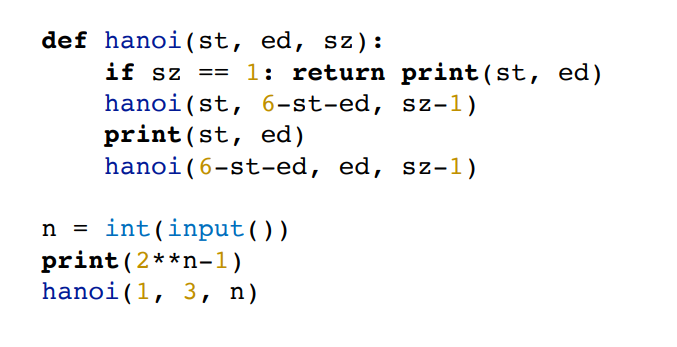 def hanoi(st, ed, sz):
    if sz == 1: return print(st, ed)
    hanoi(st, 6-st-ed, sz-1)
    print(st, ed)
    hanoi(6-st-ed, ed, sz-1)

n = int(input())
print(2**n-1)
hanoi(1, 3, n)